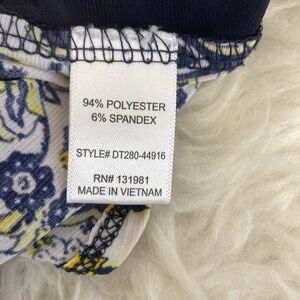 94% POLYESTER
6% SPANDEX
STYLE# DT280-44916
RN# 131981
MADE IN VIETNAM